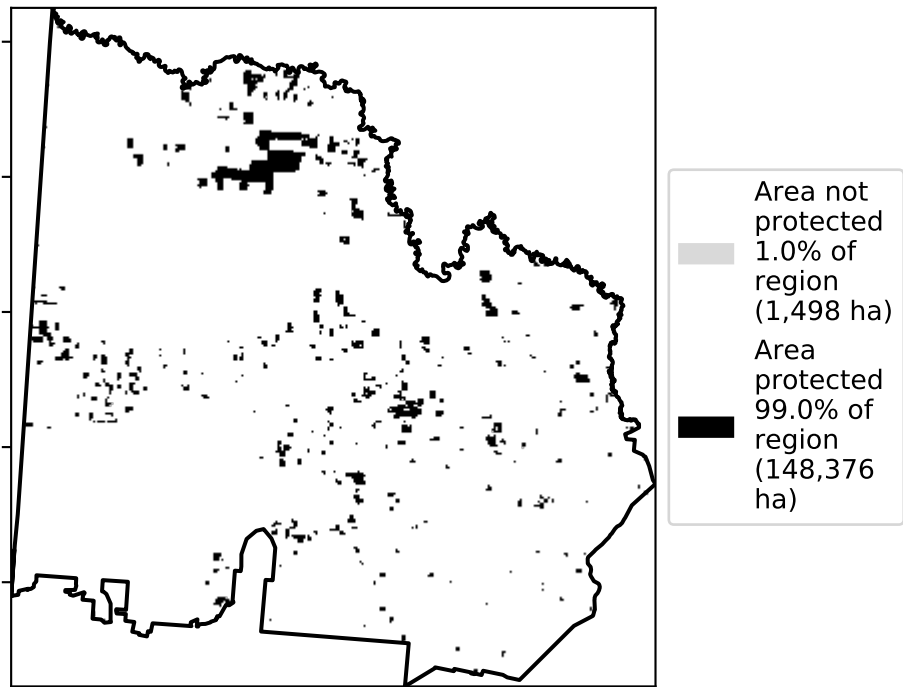 Area not
protected
1.0% of
region
(1,498 ha)
Area
protected
99.0% of
region
(148,376
ha)